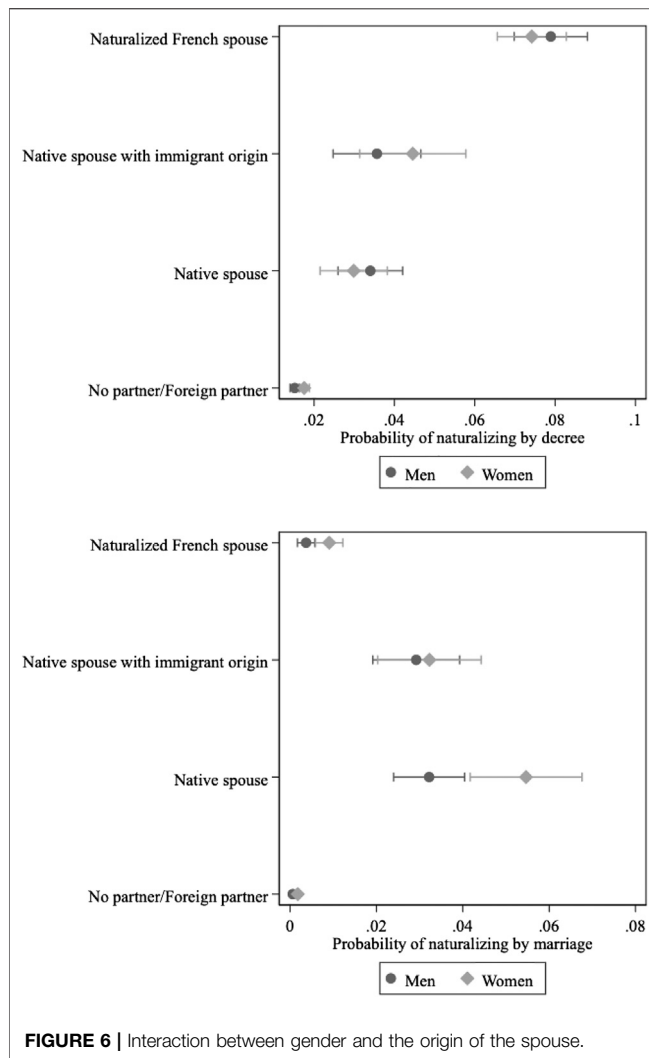 Naturalized French spouse
Native spouse with immigrant origin
Native spouse
No partner/Foreign partner
.02 .04 .06 .08 .1
Probability of naturalizing by decree
Men Women
Naturalized French spouse
Native spouse with immigrant origin
Native spouse
No partner/Foreign partner
0 .02 .04 .06 .08
Probability of naturalizing by marriage
Men Women
FIGURE 6 | Interaction between gender and the origin of the spouse.